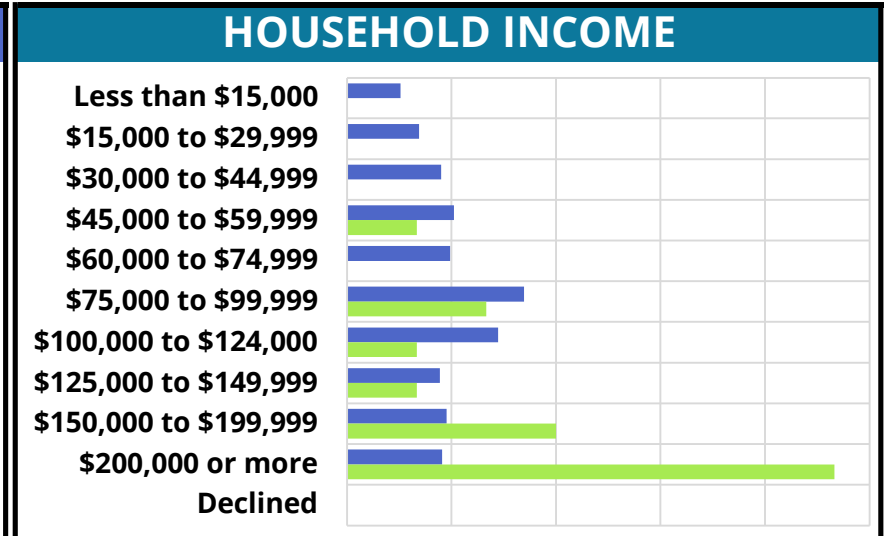 HOUSEHOLD INCOME
Less than $15,000
$15,000 to $29,999
$30,000 to $44,999
$45,000 to $59,999
$60,000 to $74,999
$75,000 to $99,999
$100,000 to $124,000
$125,000 to $149,999
$150,000 to $199,999
$200,000 or more
Declined